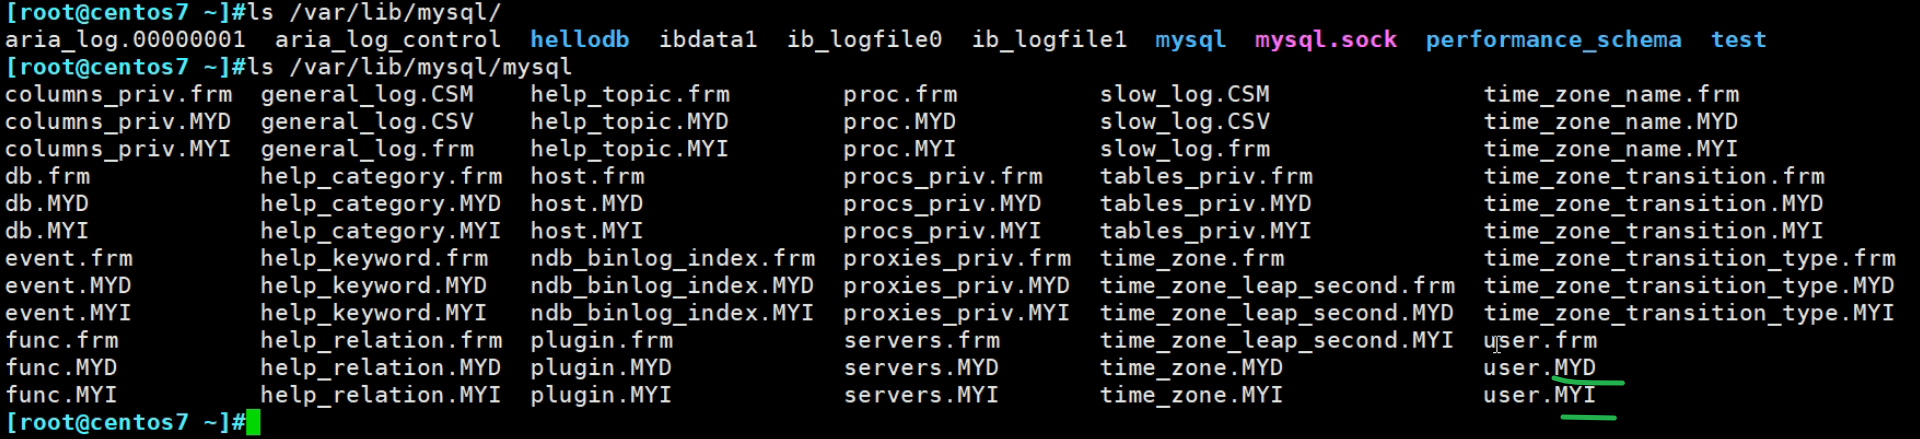 [root@centos7 ~]#ls /var/lib/mysql/
aria_log.00000001  aria_log_control  hellodb  ibdata1  ib_logfile0  ib_logfile1  mysql  mysql.sock  performance_schema  test
[root@centos7 ~]#ls /var/lib/mysql/mysql
columns_priv.frm  general_log.CSM  help_topic.frm  proc.frm  slow_log.CSM  time_zone_name.frm
columns_priv.MYD  general_log.CSV  help_topic.MYD  proc.MYD  slow_log.CSV  time_zone_name.MYD
columns_priv.MYI  general_log.frm  help_topic.MYI  proc.MYI  slow_log.frm  time_zone_name.MYI
db.frm  help_category.frm  host.frm  procs_priv.frm  tables_priv.frm  time_zone_transition.frm
db.MYD  help_category.MYD  host.MYD  procs_priv.MYD  tables_priv.MYD  time_zone_transition.MYD
db.MYI  help_category.MYI  host.MYI  procs_priv.MYI  tables_priv.MYI  time_zone_transition.MYI
event.frm  help_keyword.frm  ndb_binlog_index.frm  proxies_priv.frm  time_zone.frm  time_zone_transition_type.frm
event.MYD  help_keyword.MYD  ndb_binlog_index.MYD  proxies_priv.MYD  time_zone_leap_second.frm  time_zone_transition_type.MYD
event.MYI  help_keyword.MYI  ndb_binlog_index.MYI  proxies_priv.MYI  time_zone_leap_second.MYD  time_zone_transition_type.MYI
func.frm  help_relation.frm  plugin.frm  servers.frm  time_zone_leap_second.MYI  user.frm
func.MYD  help_relation.MYD  plugin.MYD  servers.MYD  time_zone.MYD  user.MYD
func.MYI  help_relation.MYI  plugin.MYI  servers.MYI  time_zone.MYI  user.MYI
[root@centos7 ~]#